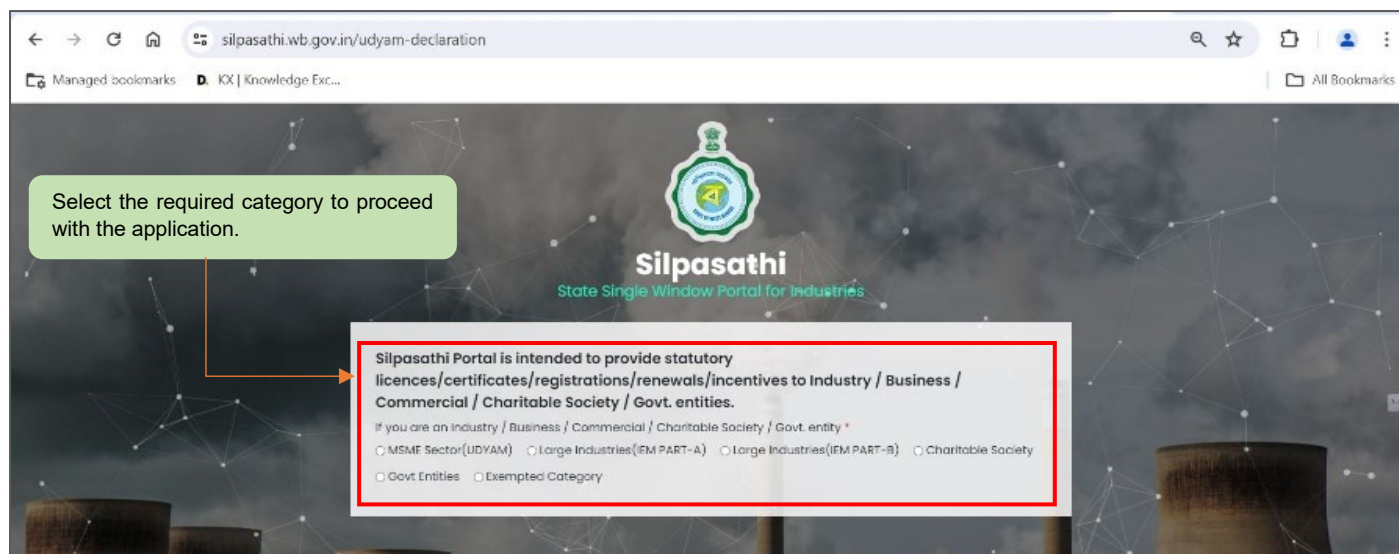 silpasathi.wb.gov.in/udyam-declaration
Managed bookmarks D. KX | Knowledge Exc... All Bookmarks
Select the required category to proceed
with the application.
Silpasathi
State Single Window Portal for Industries
Silpasathi Portal is intended to provide statutory
licences/certificates/registrations/renewals/incentives to Industry / Business /
Commercial / Charitable Society / Govt. entities.
If you are an Industry / Business / Commercial / Charitable Society / Govt. entity *
MSME Sector(UDYAM) Large Industries(IEM PART-A) Large Industries(IEM PART-B) Charitable Society
Govt Entities Exempted Category